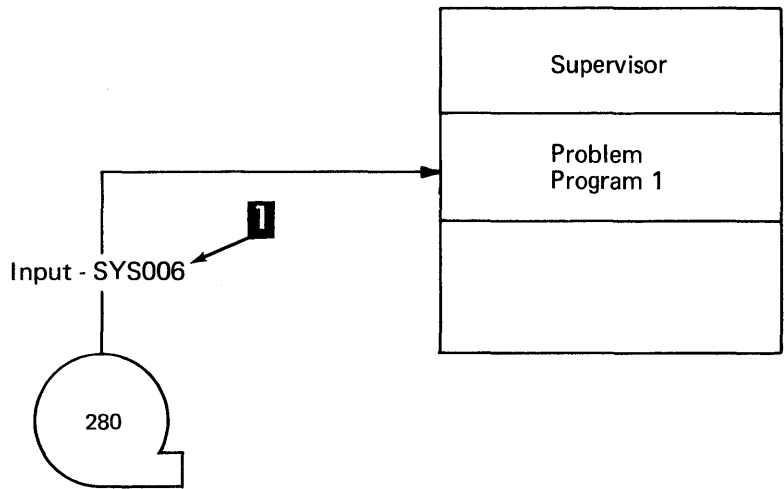 Supervisor
Problem
Program 1
1
Input - SYS006
280